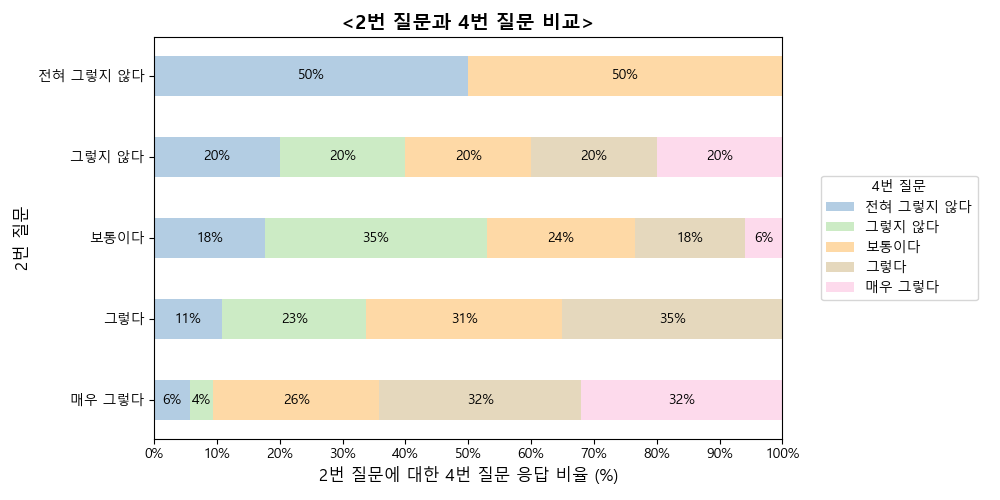 <2번 질문과 4번 질문 비교>
전혀 그렇지 않다
50%
50%
그렇지 않다
20%
20%
20%
20%
20%
보통이다
18%
35%
24%
18%
6%
그렇다
11%
23%
31%
35%
매우 그렇다
6%
4%
26%
32%
32%
2번 질문
0%
10%
20%
30%
40%
50%
60%
70%
80%
90%
100%
2번 질문에 대한 4번 질문 응답 비율 (%)
4번 질문
전혀 그렇지 않다
그렇지 않다
보통이다
그렇다
매우 그렇다